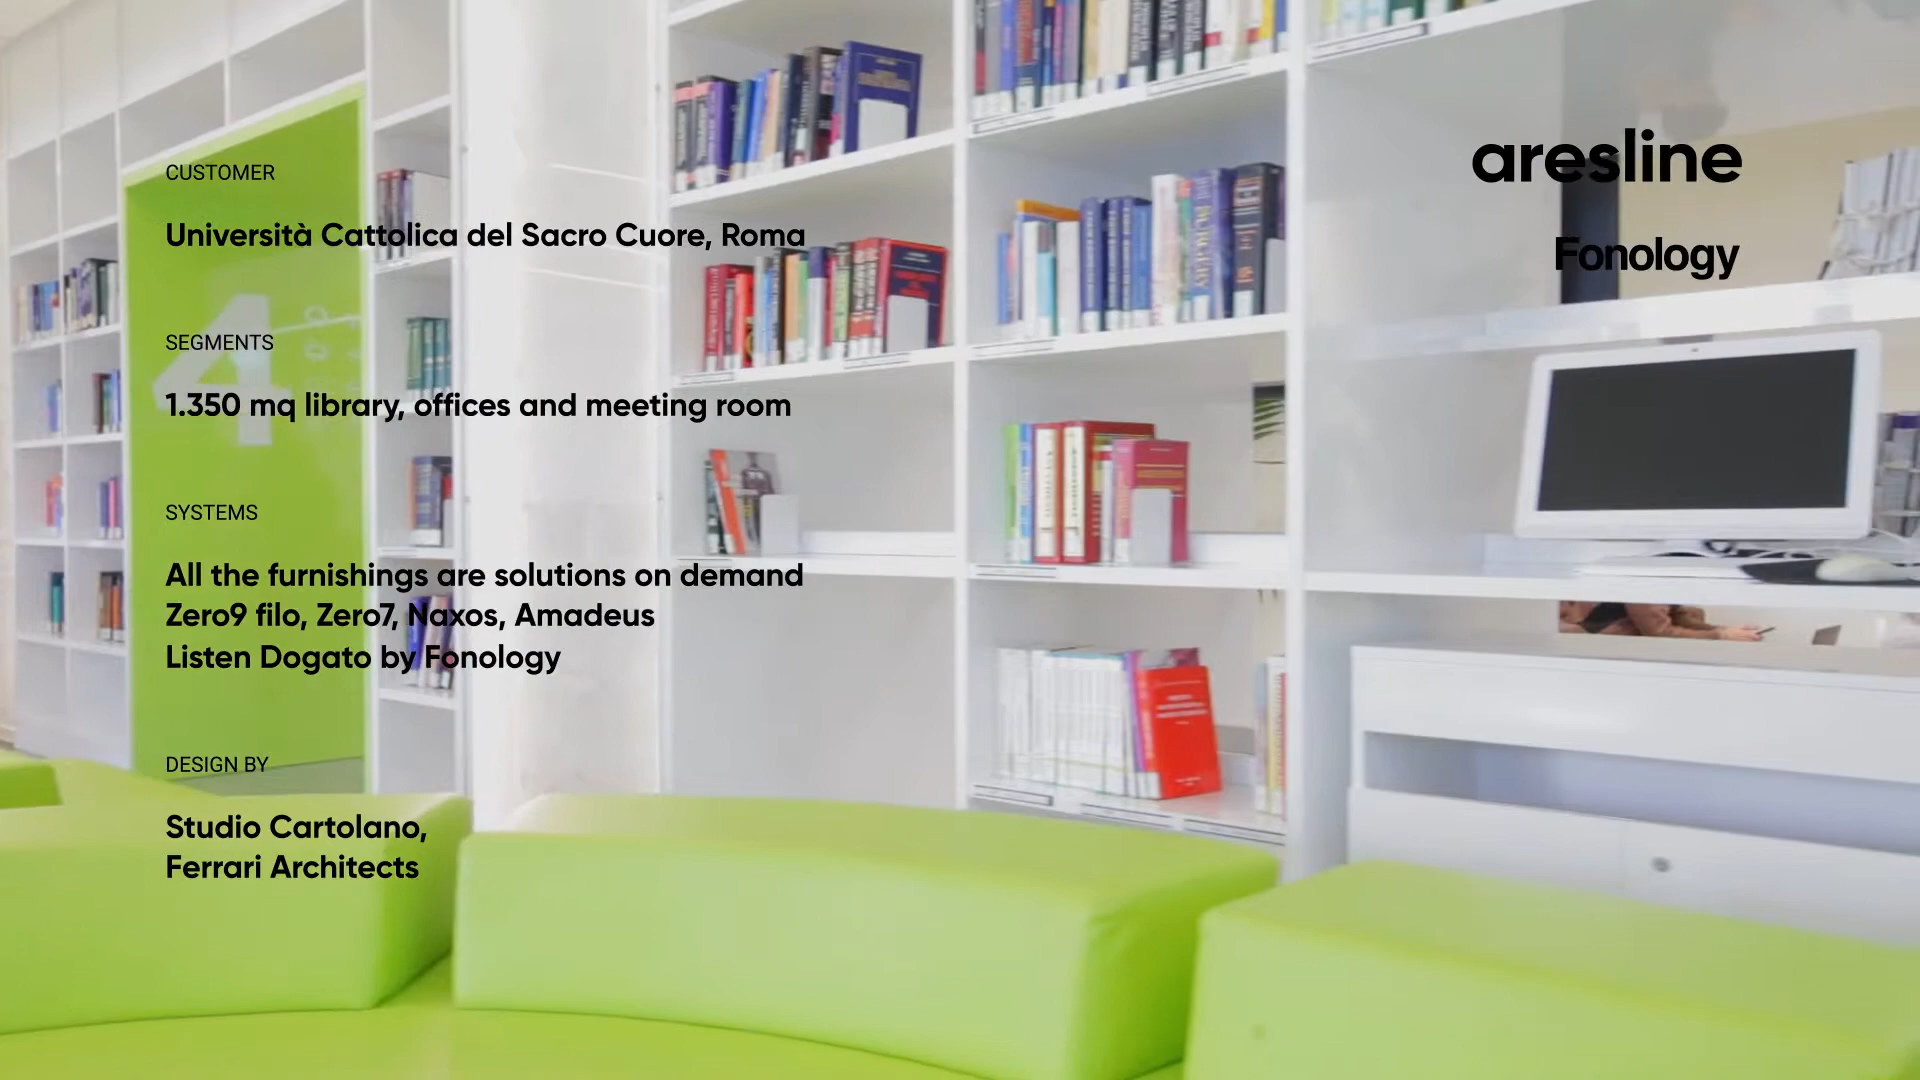 CUSTOMER
Università Cattolica del Sacro Cuore, Roma
SEGMENTS
1.350 mq library, offices and meeting room
SYSTEMS
All the furnishings are solutions on demand
Zero9 filo, Zero7, Naxos, Amadeus
Listen Dogato by Fonology
DESIGN BY
Studio Cartolano,
Ferrari Architects
aresline
Fonology
4